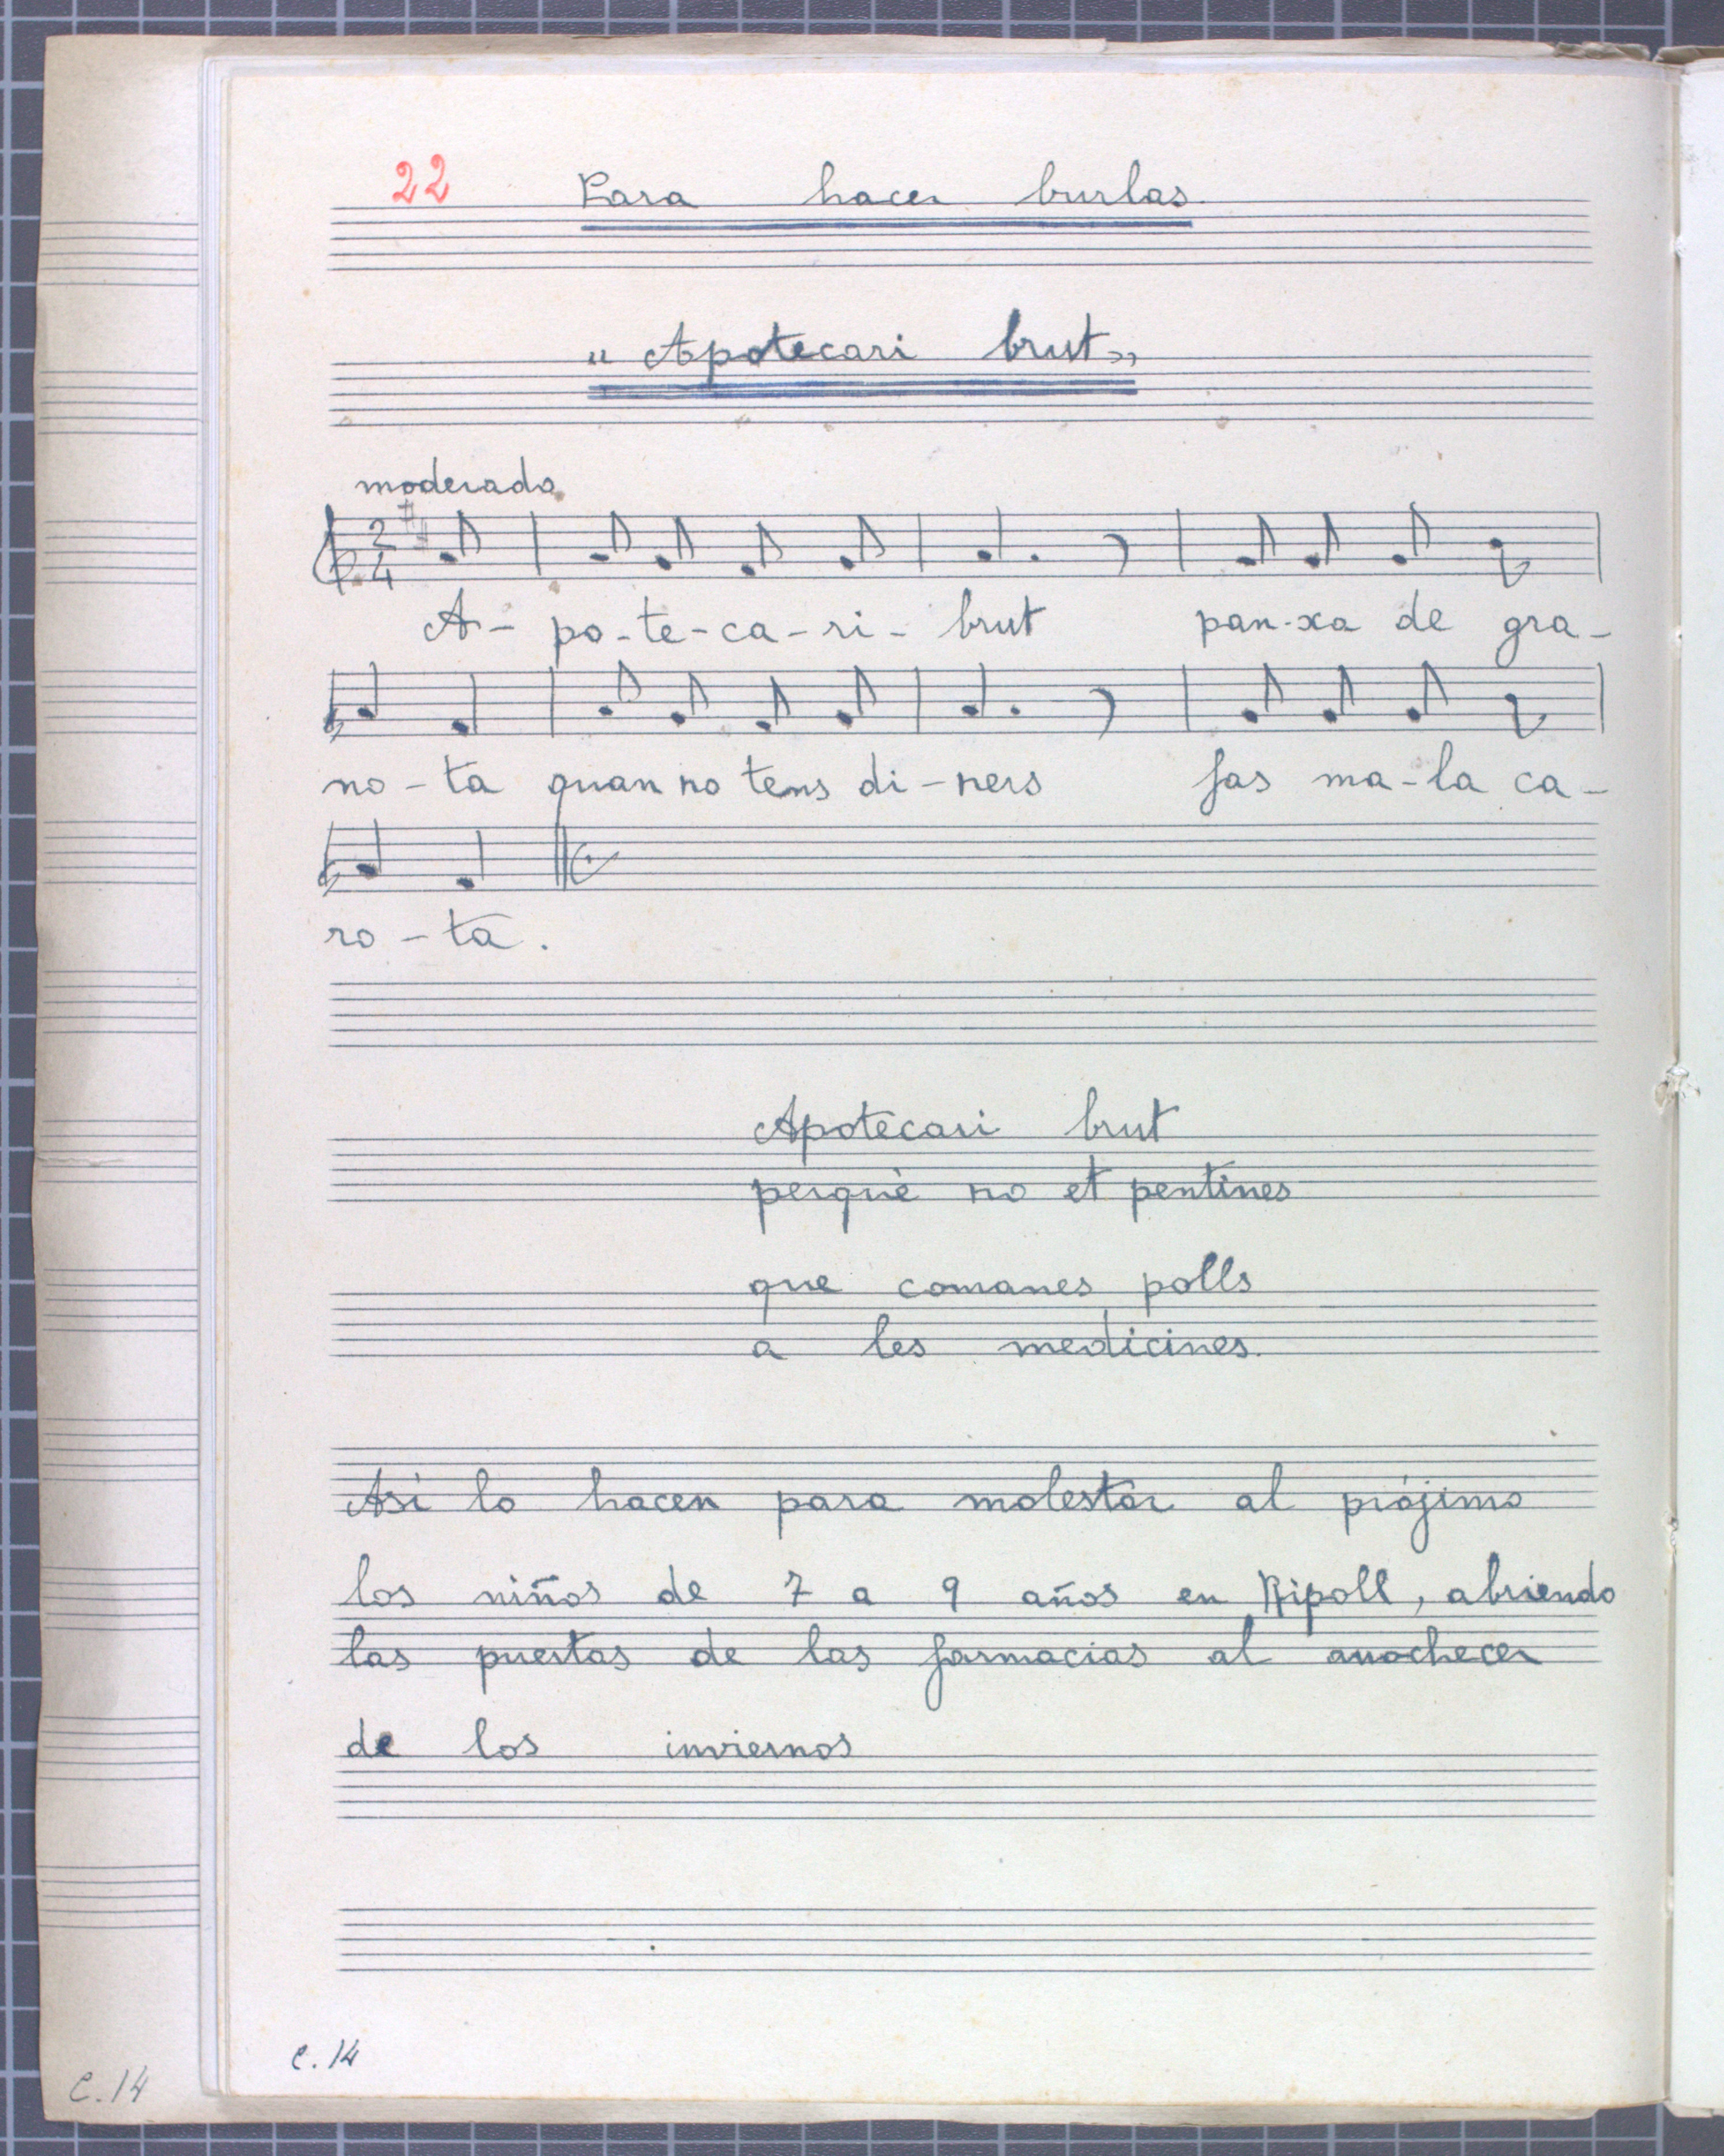 22 Para hacer burlas.
"Apotecari brut"
moderado
2
4
A- po-te-ca-ri- brut pan-xa de gra-
no-ta quan no tens di-ners fas ma-la ca-
ro-ta.
Apotecari brut
perquè no et pentines
que comanes polls
a les medicines.
Asi lo hacen para molestar al prójimo
los niños de 7 a 9 años en Ripoll, abriendo
las puertas de las farmacias al anochecer
de los inviernos
C.14
C.14